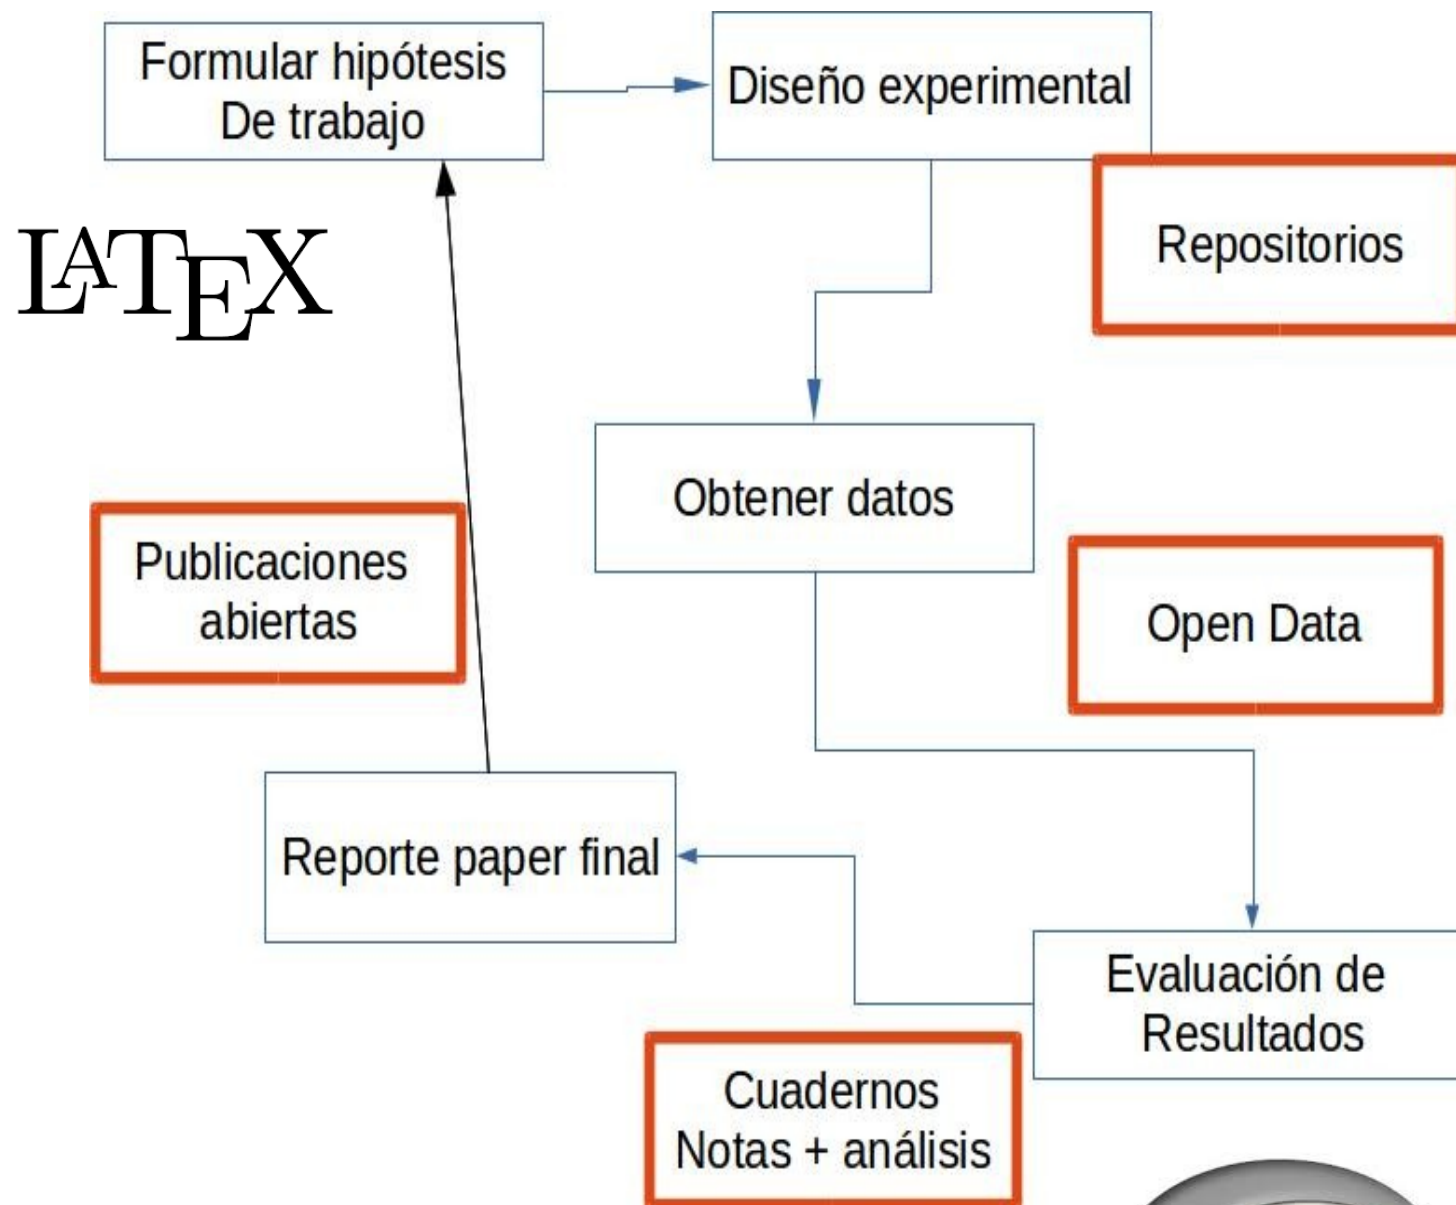 Formular hipótesis
De trabajo
Diseño experimental
Repositorios
LATEX
Obtener datos
Publicaciones
abiertas
Open Data
Reporte paper final
Evaluación de
Resultados
Cuadernos
Notas + análisis